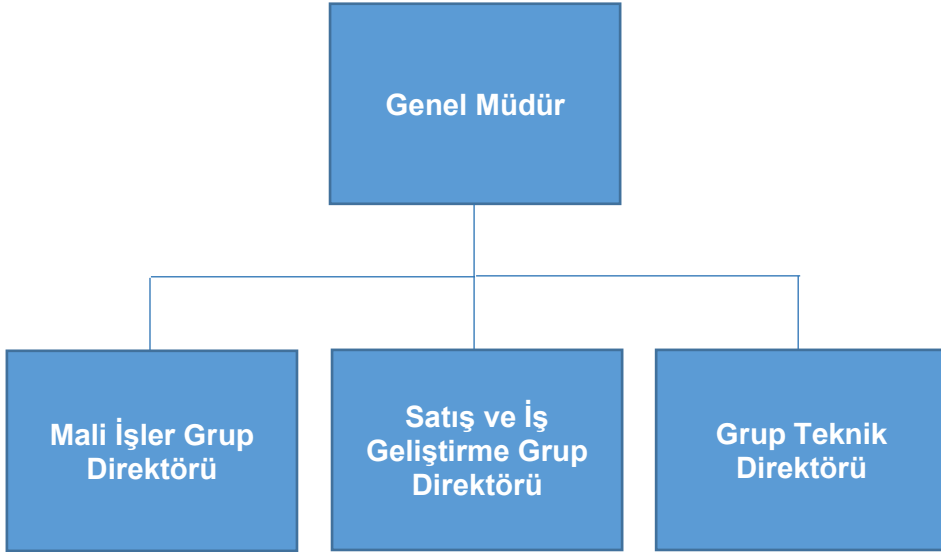 Genel Müdür
Mali İşler Grup
Direktörü
Satış ve İş
Geliştirme Grup
Direktörü
Grup Teknik
Direktörü